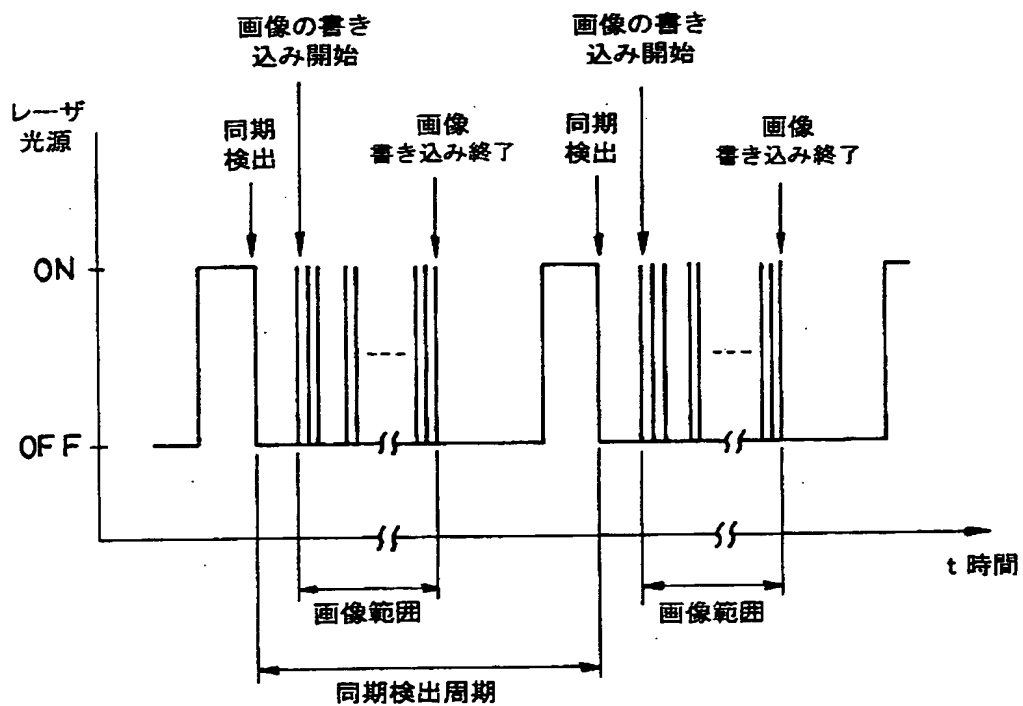 画像の書き
込み開始
画像の書き
込み開始
レーザ
光源
同期
検出
画像
書き込み終了
同期
検出
画像
書き込み終了
ON
OFF
t 時間
画像範囲
画像範囲
同期検出周期